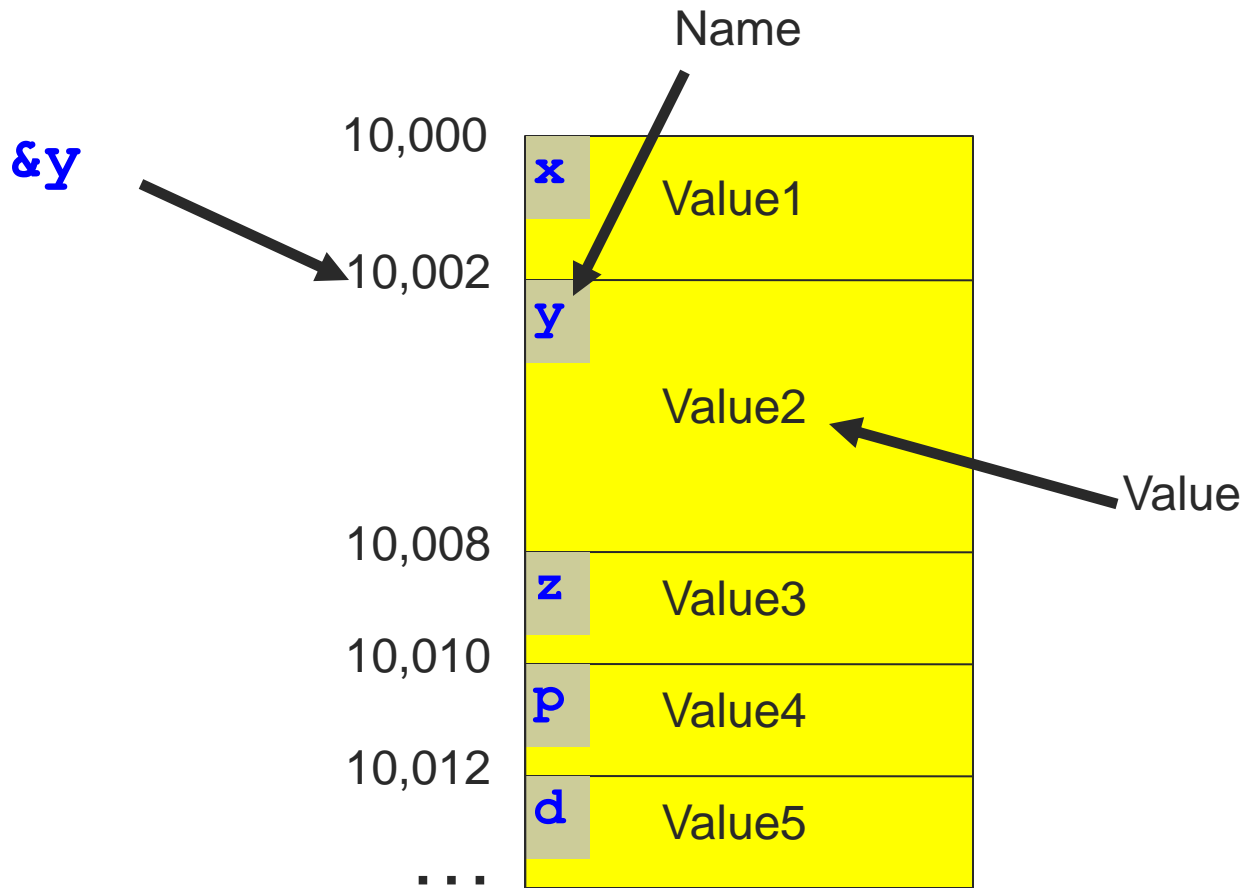 Name
10,000
&y
x
Value1
10,002
y
Value2
Value
10,008
z
Value3
10,010
p
Value4
10,012
d
Value5
...